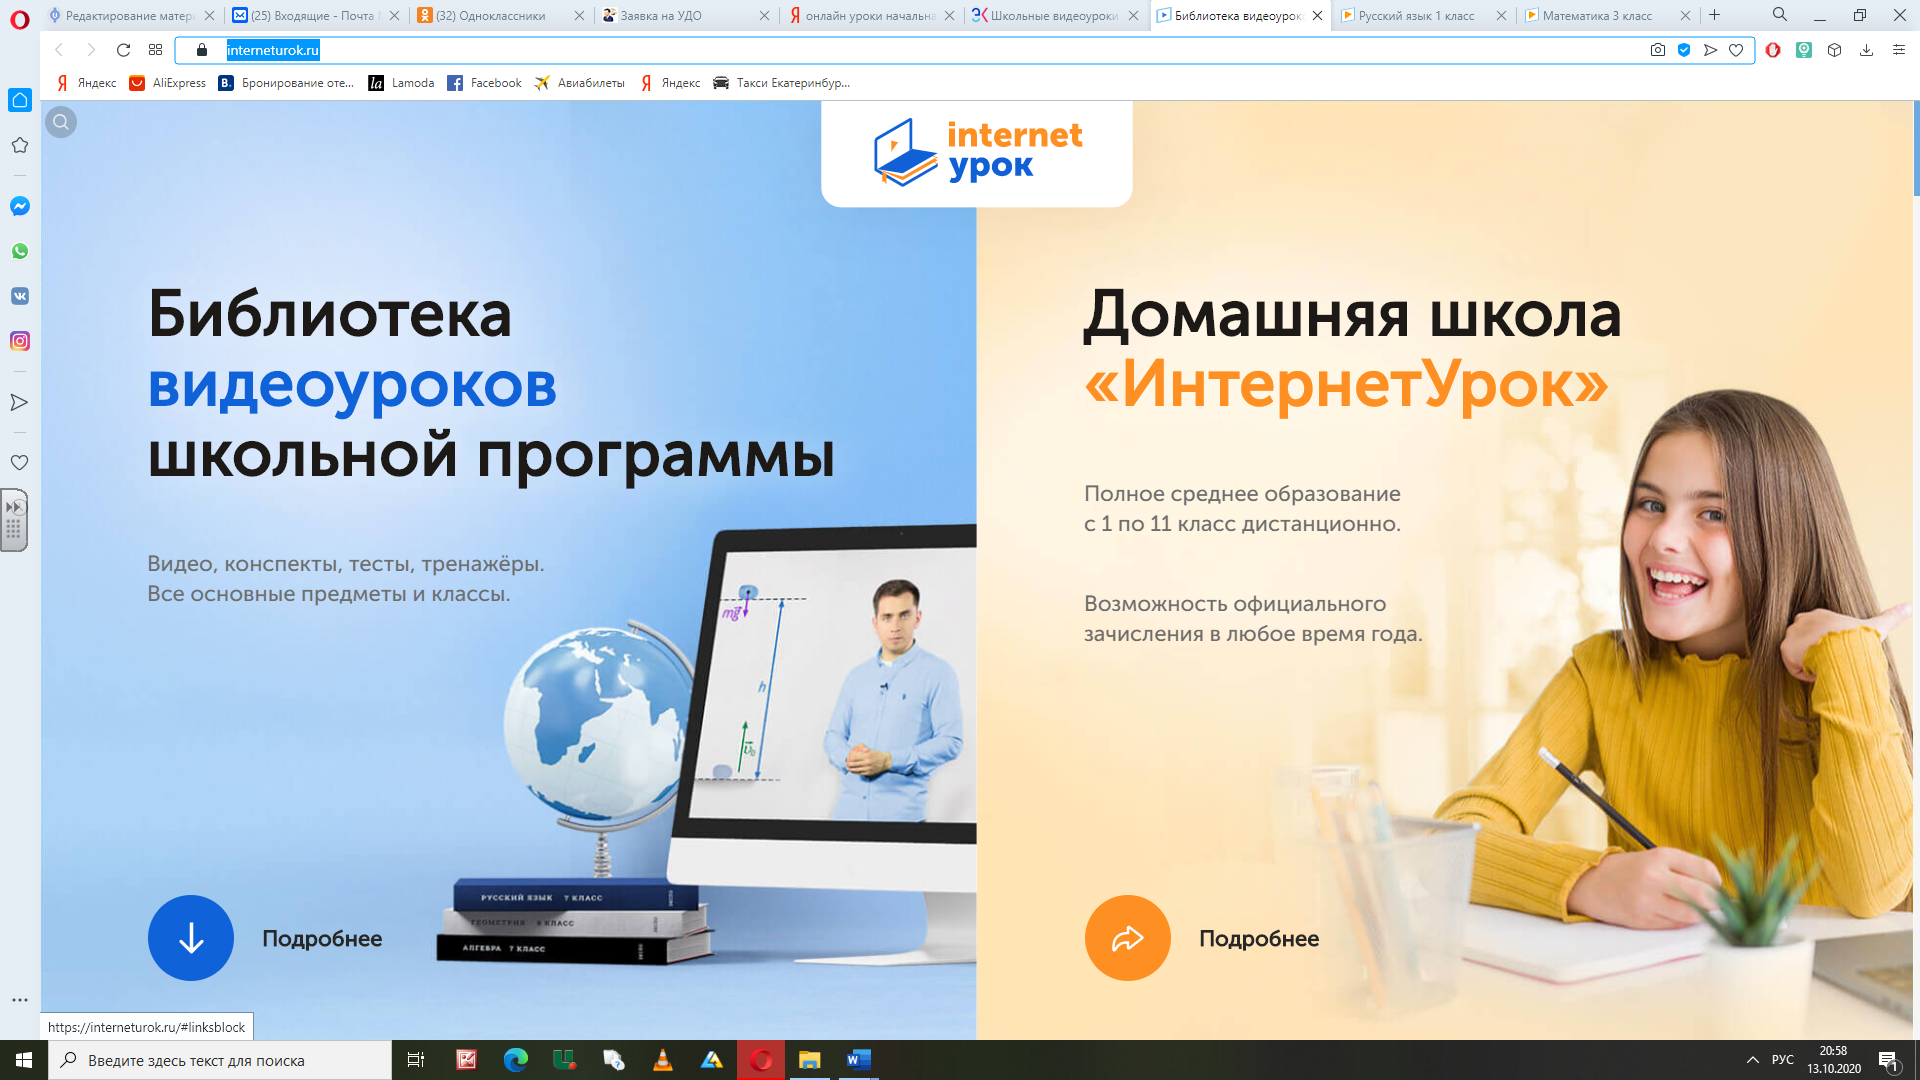 Редактирование матери
(25) Входящие - Почта
(32) Одноклассники
Заявка на УДО
онлайн уроки начальна
Школьные видеоуроки
Библиотека видеоурок
Русский язык 1 класс
Математика 3 класс
interneturok.ru
Яндекс
AliExpress
Бронирование оте...
Lamoda
Facebook
Авиабилеты
Яндекс
Такси Екатеринбур...
internet
урок
Библиотека
видеоуроков
школьной программы
Видео, конспекты, тесты, тренажёры.
Все основные предметы и классы.
mg
h
РУССКИЙ ЯЗЫК 7 КЛАСС
ГЕОМЕТРИЯ 8 КЛАСС
АЛГЕБРА 7 КЛАСС
Подробнее
Домашняя школа
«ИнтернетУрок»
Полное среднее образование
с 1 по 11 класс дистанционно.
Возможность официального
зачисления в любое время года.
Подробнее
https://interneturok.ru/#linksblock
Введите здесь текст для поиска
РУС
20:58
13.10.2020
1